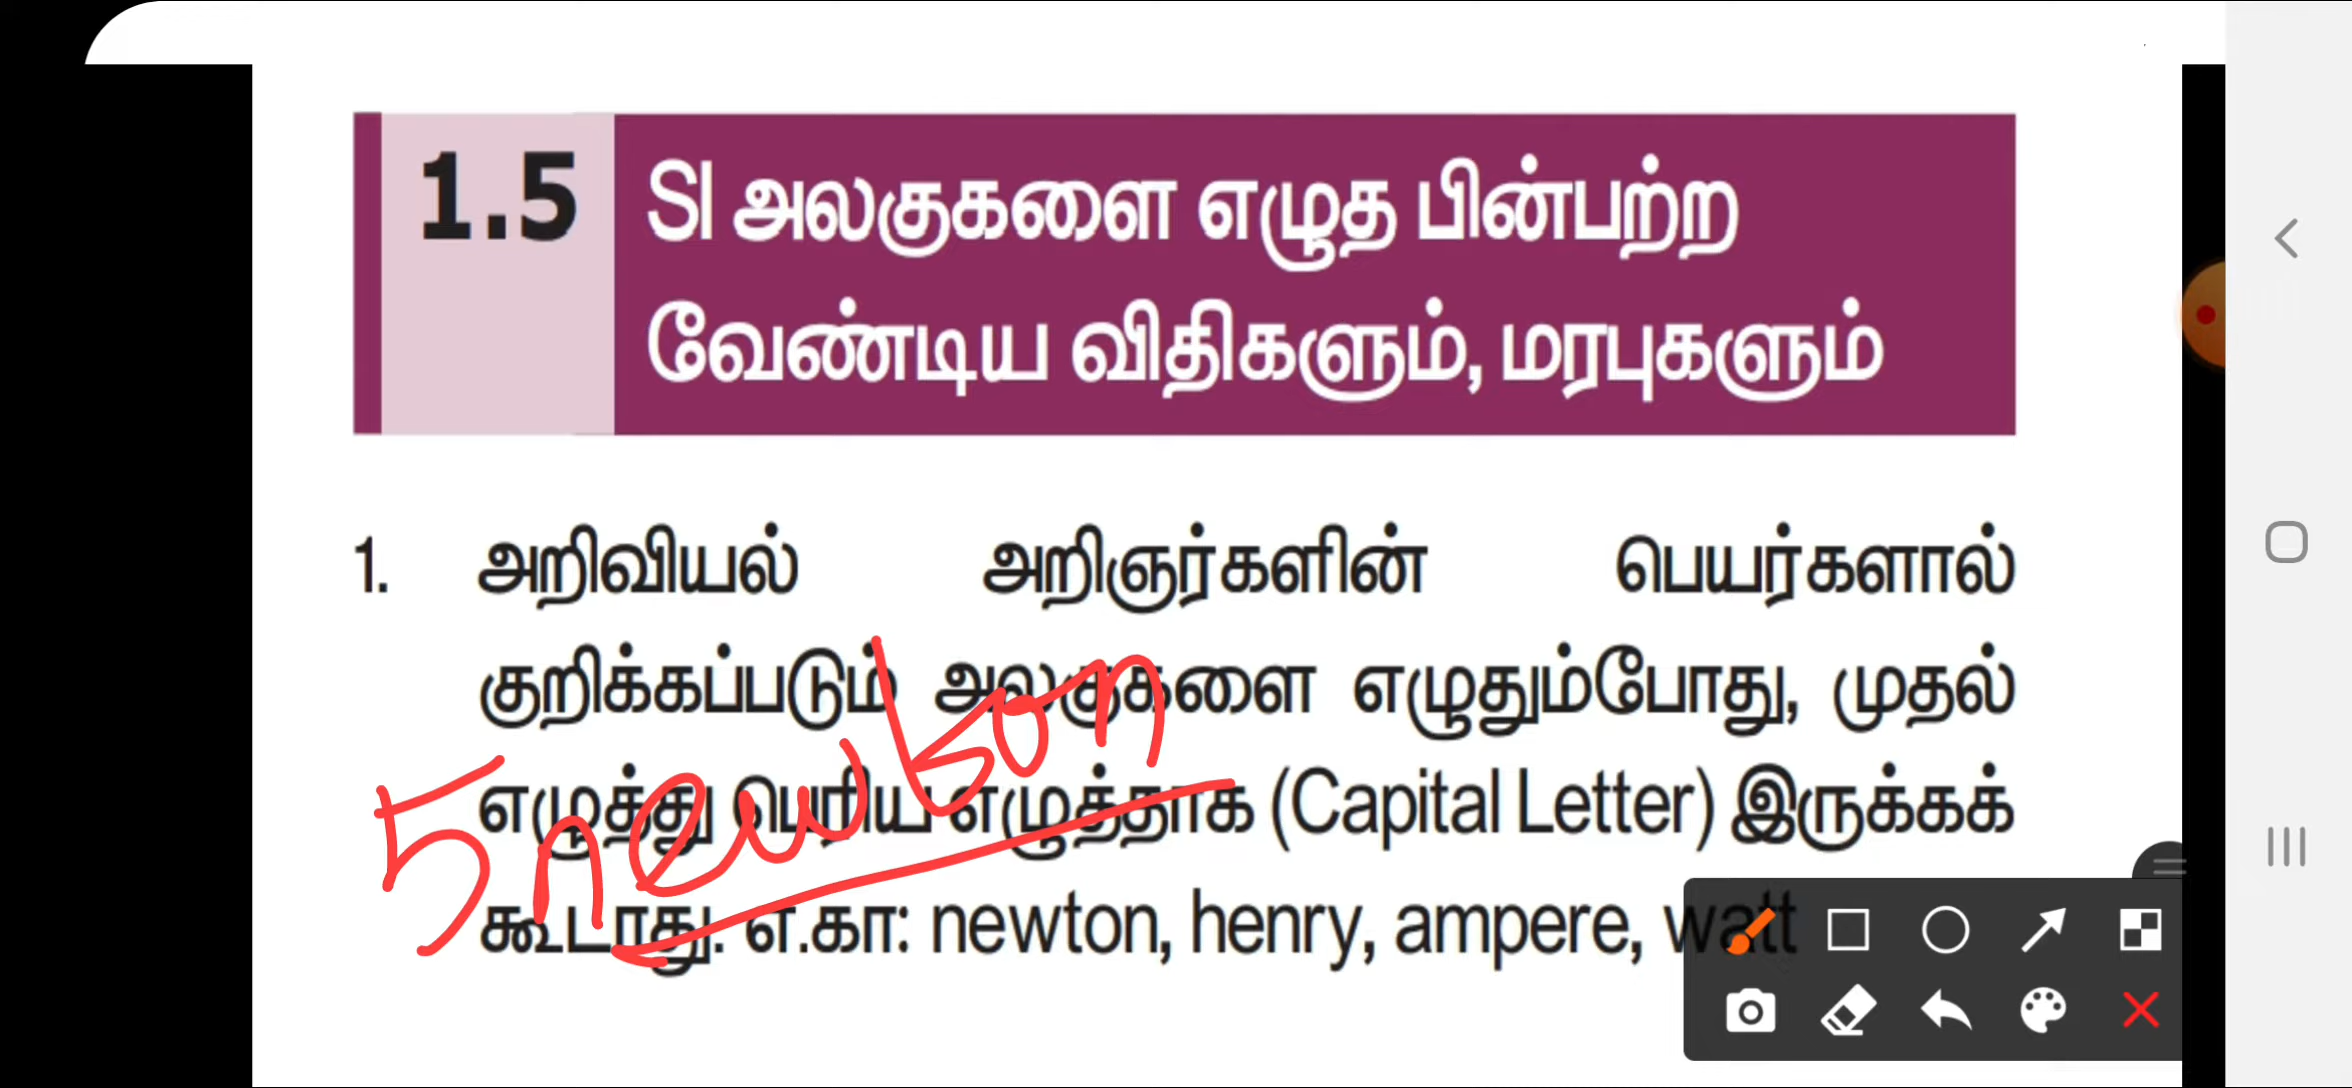 1.5 SI அலகுகளை எழுத பின்பற்ற
வேண்டிய விதிகளும், மரபுகளும்
1. அறிவியல் அறிஞர்களின் பெயர்களால்
குறிக்கப்படும் அலகுகளை எழுதும்போது, முதல்
எழுத்து பெரிய எழுத்தாக (Capital Letter) இருக்கக்
கூடாது. எ.கா: newton, henry, ampere, watt
5 newton